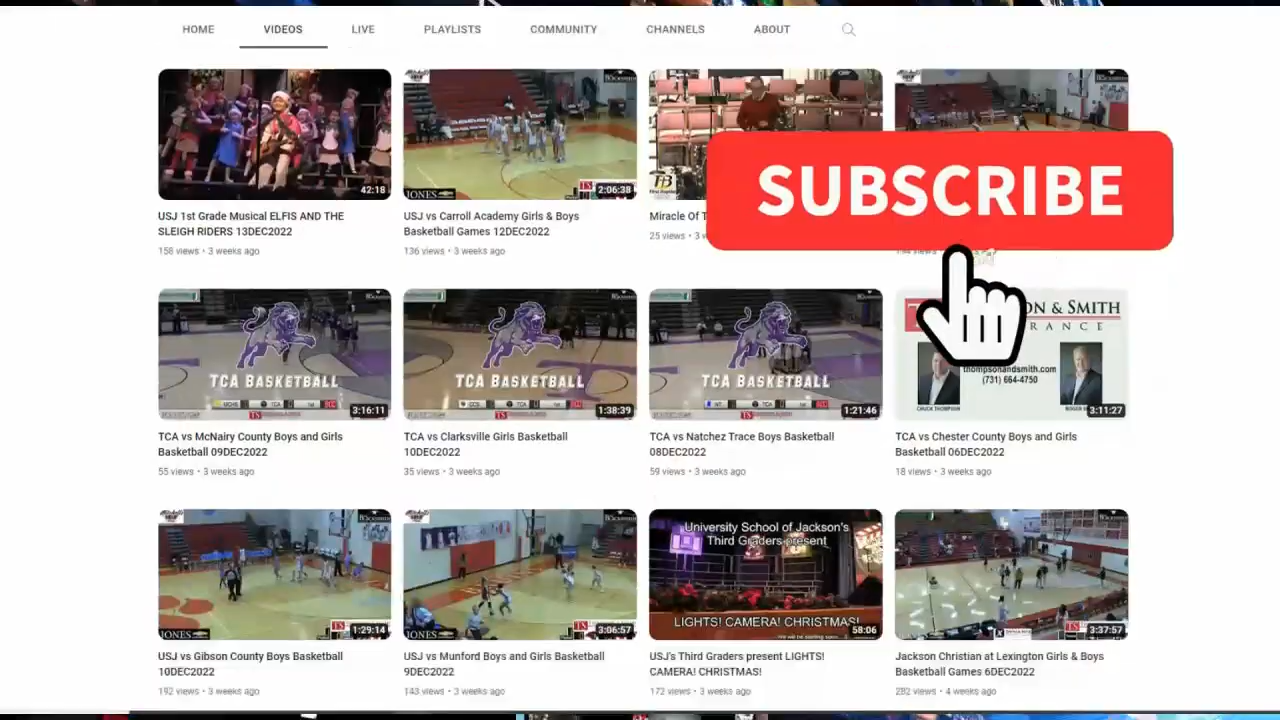 HOME VIDEOS LIVE PLAYLISTS COMMUNITY CHANNELS ABOUT
42:18
JONES
TS 2:06:38
SUBSCRIBE
USJ 1st Grade Musical ELFIS AND THE
SLEIGH RIDERS 13DEC2022
158 views • 3 weeks ago
USJ vs Carroll Academy Girls & Boys
Basketball Games 12DEC2022
136 views • 3 weeks ago
Miracle Of
25 views • 3
TCA BASKETBALL
3:16:11
TCA BASKETBALL
1:38:39
TCA BASKETBALL
1:21:46
ON & SMITH
RANCE
thompsonandsmith.com
(731) 664-4750
CHUCK THOMPSON
3:11:27
TCA vs McNairy County Boys and Girls
Basketball 09DEC2022
55 views • 3 weeks ago
TCA vs Clarksville Girls Basketball
10DEC2022
35 views • 3 weeks ago
TCA vs Natchez Trace Boys Basketball
08DEC2022
59 views • 3 weeks ago
TCA vs Chester County Boys and Girls
Basketball 06DEC2022
18 views • 3 weeks ago
JONES
1:29:14
TS 3:06:57
University School of Jackson's
Third Graders present
LIGHTS! CAMERA! CHRISTMAS!
58:06
TS 3:37:57
USJ vs Gibson County Boys Basketball
10DEC2022
192 views • 3 weeks ago
USJ vs Munford Boys and Girls Basketball
9DEC2022
143 views • 3 weeks ago
USJ's Third Graders present LIGHTS!
CAMERA! CHRISTMAS!
172 views • 3 weeks ago
Jackson Christian at Lexington Girls & Boys
Basketball Games 6DEC2022
282 views • 4 weeks ago